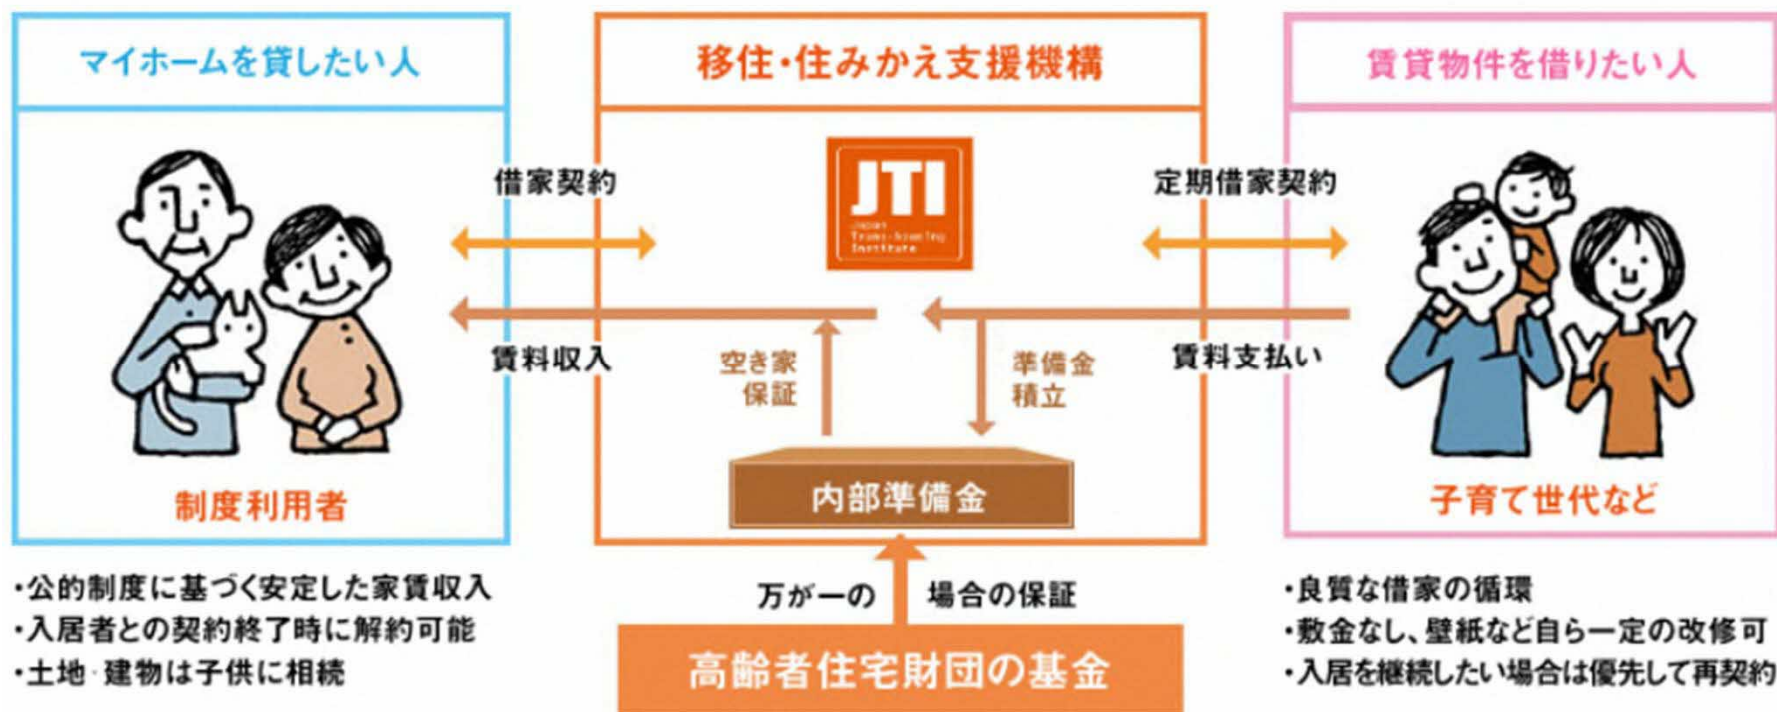 マイホームを貸したい人
移住・住みかえ支援機構
賃貸物件を借りたい人
JTI
Japan
Trans-housing
Institute
借家契約
定期借家契約
賃料収入
空き家
保証
準備金
積立
賃料支払い
内部準備金
制度利用者
子育て世代など
・公的制度に基づく安定した家賃収入
・入居者との契約終了時に解約可能
・土地・建物は子供に相続
万が一の 場合の保証
高齢者住宅財団の基金
・良質な借家の循環
・敷金なし、壁紙など自ら一定の改修可
・入居を継続したい場合は優先して再契約